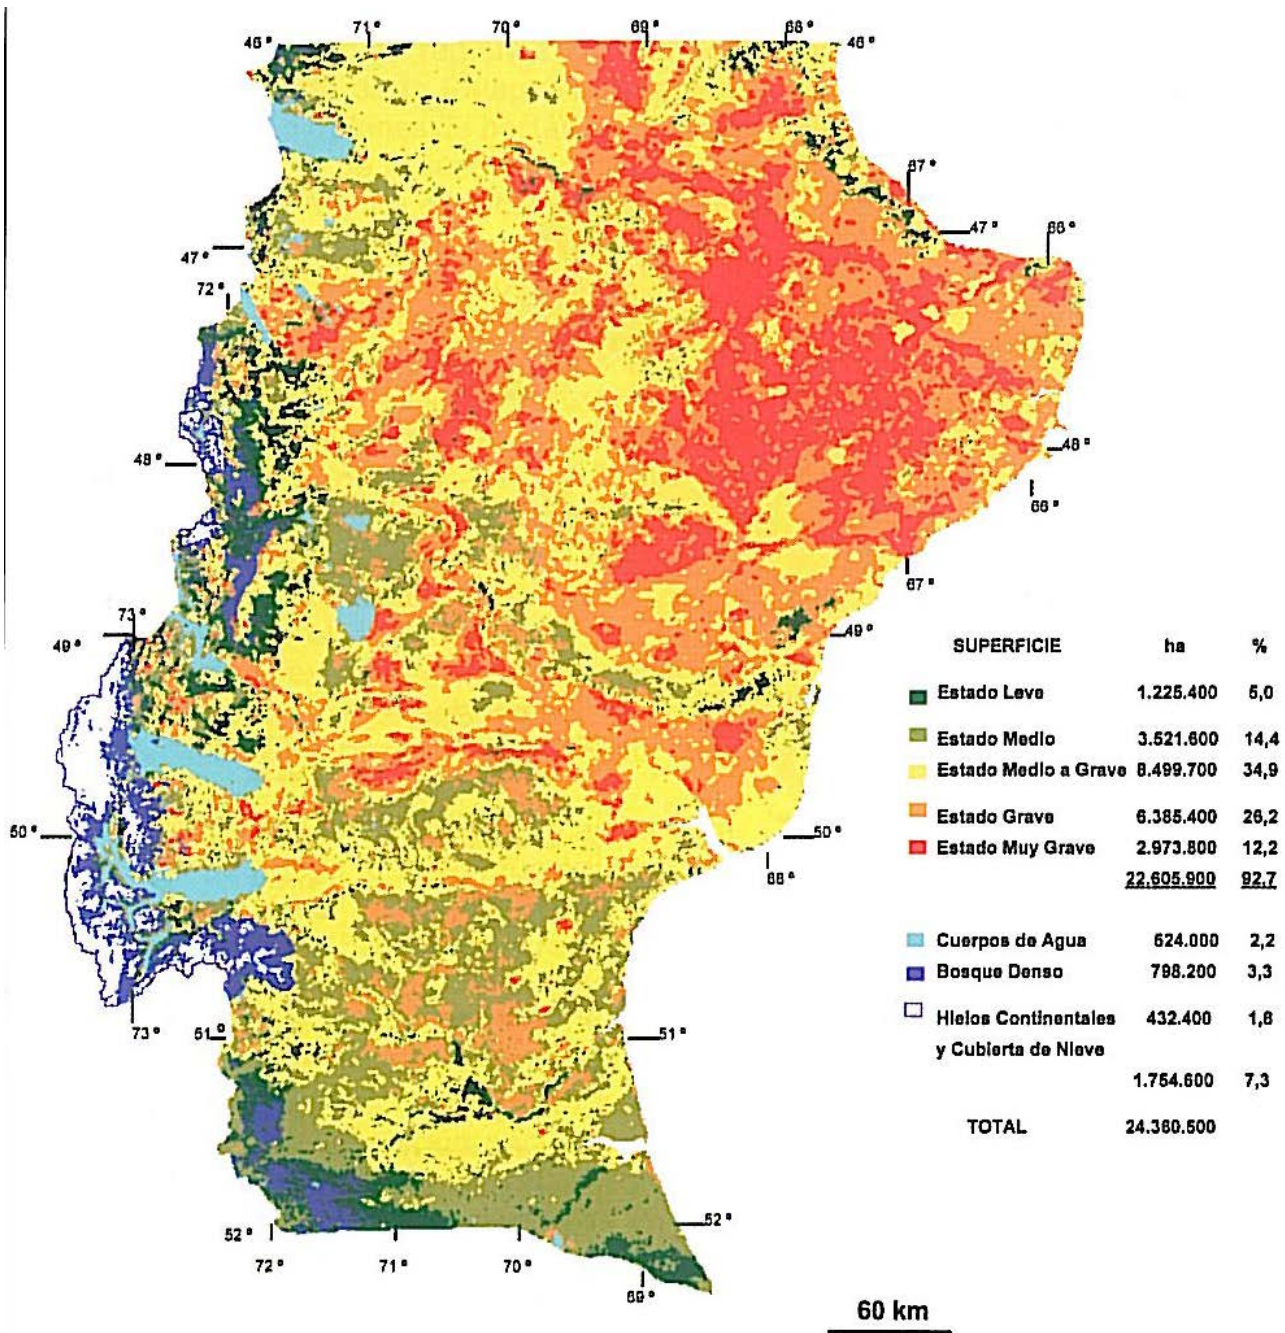 71° 70° 69° 68°
46° 46°
67°
47° 66°
47°
72°
48° 48°
66°
67°
73°
49° 49°
50° 50°
68°
73° 51° 51°
52° 52°
72° 71° 70°
69°
SUPERFICIE ha %
Estado Leve 1.225.400 5,0
Estado Medio 3.521.600 14,4
Estado Medio a Grave 8.499.700 34,9
Estado Grave 6.385.400 26,2
Estado Muy Grave 2.973.800 12,2
22.605.900 92,7
Cuerpos de Agua 524.000 2,2
Bosque Denso 798.200 3,3
Hielos Continentales 432.400 1,8
y Cubierta de Nieve
1.754.600 7,3
TOTAL 24.360.500
60 km